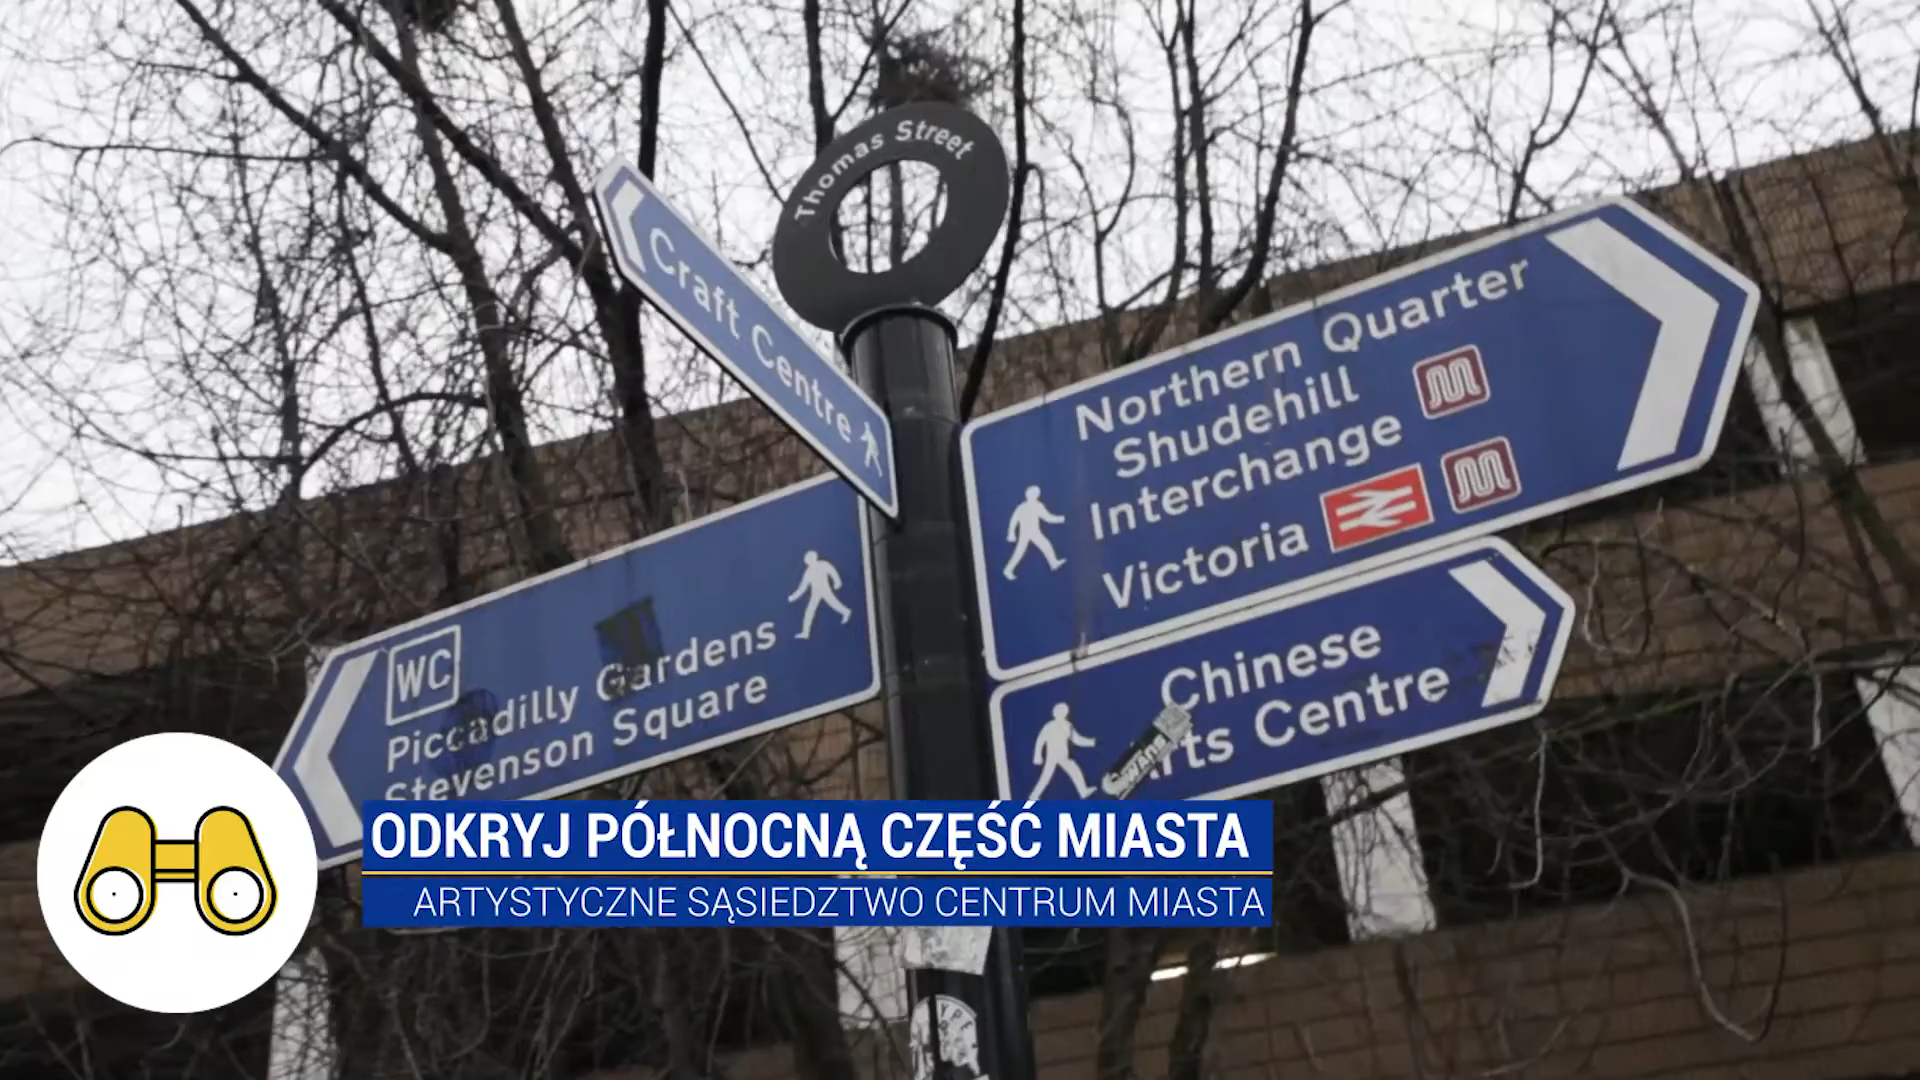 Thomas Street
Craft Centre
Northern Quarter
Shudehill
Interchange
Victoria
WC
Piccadilly Gardens
Stevenson Square
Chinese
Arts Centre
ODKRYJ PÓŁNOCNĄ CZĘŚĆ MIASTA
ARTYSTYCZNE SĄSIEDZTWO CENTRUM MIASTA